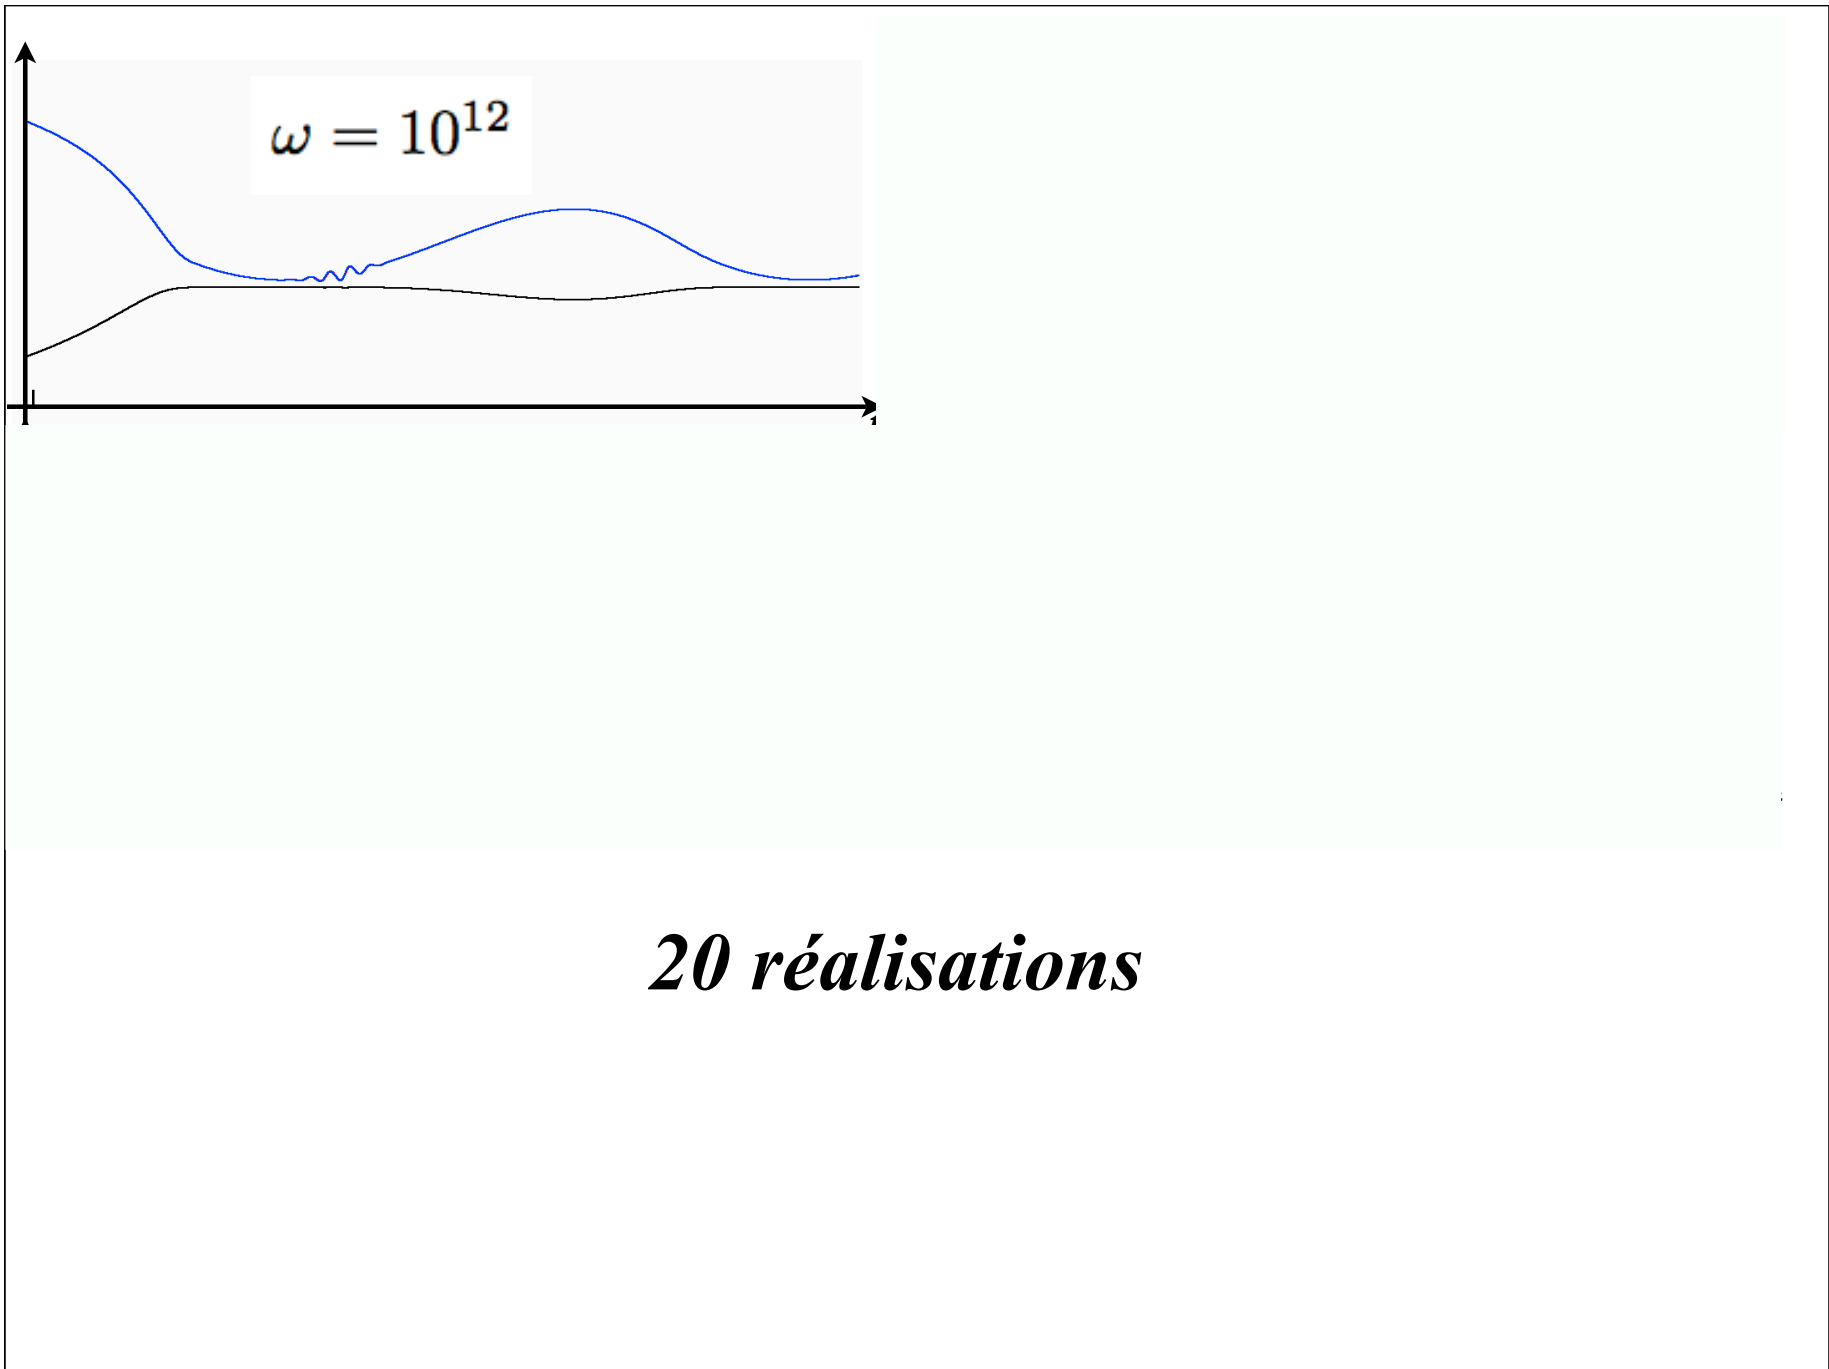 ω = 10¹²
20 réalisations